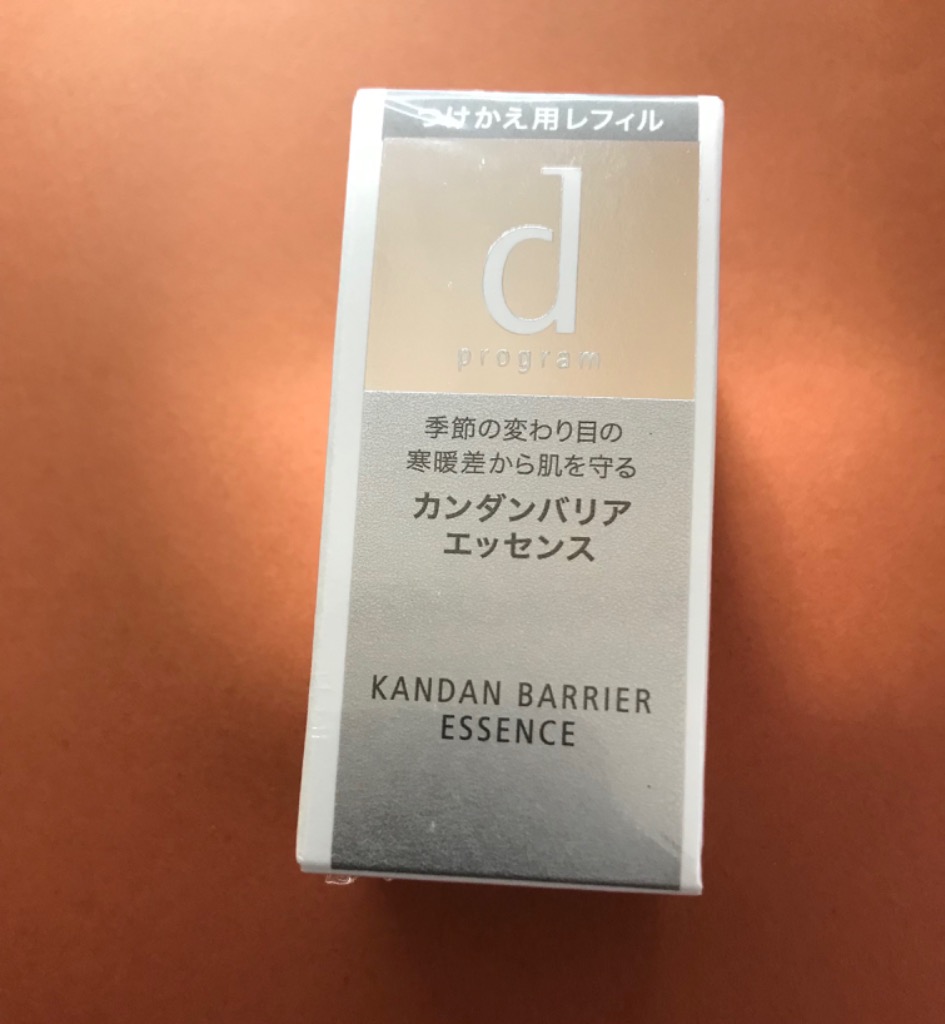 つけかえ用レフィル
d
program
季節の変わり目の
寒暖差から肌を守る
カンダンバリア
エッセンス
KANDAN BARRIER
ESSENCE